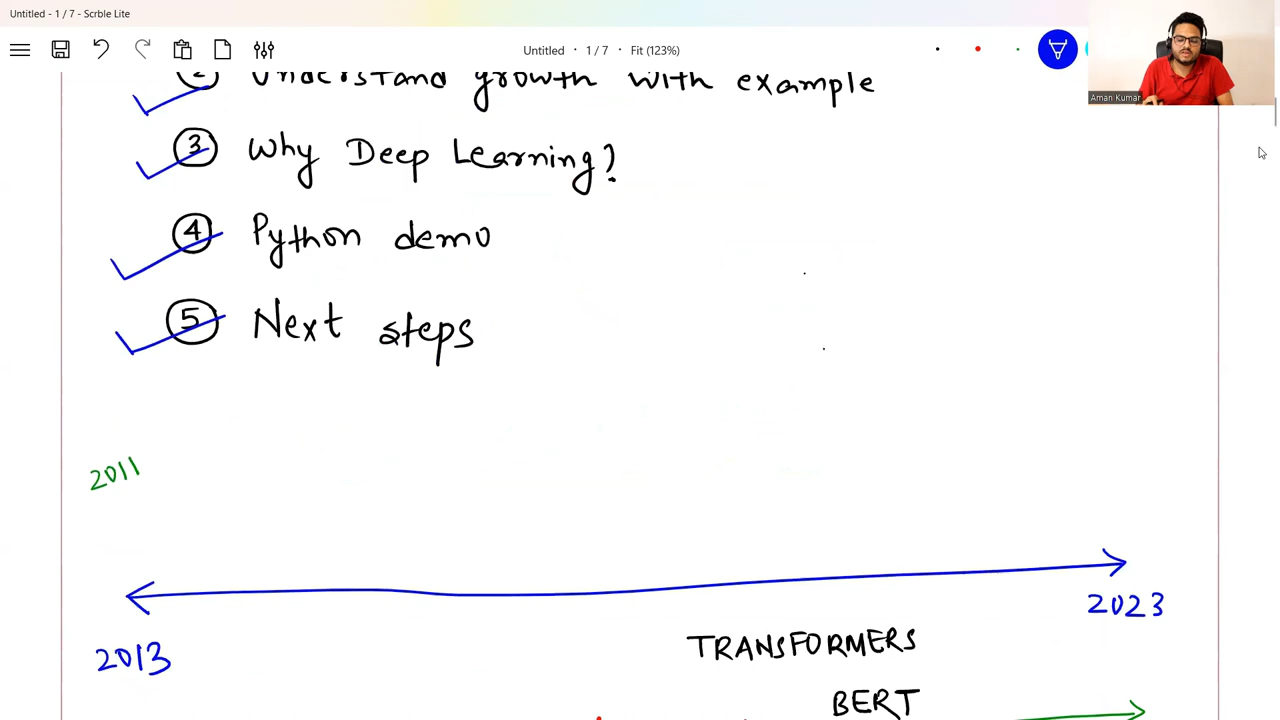 Untitled - 1 / 7 - Scrble Lite
Untitled • 1 / 7 • Fit (123%)
Aman Kumar
2 Understand growth with example
3 Why Deep Learning?
4 Python demo
5 Next steps
2011
2023
2013
TRANSFORMERS
BERT